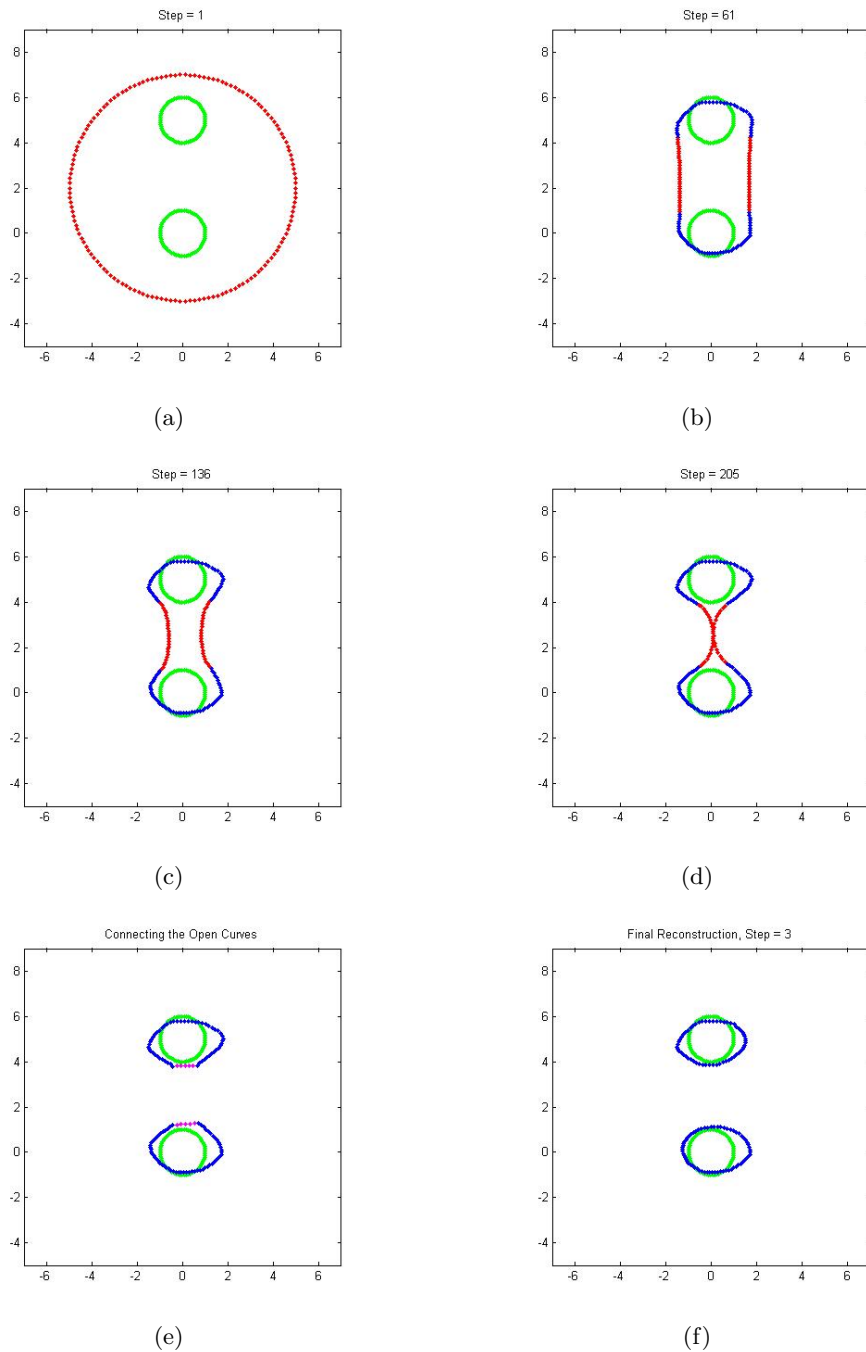 Step = 1
8
6
4
2
0
-2
-4
-6 -4 -2 0 2 4 6
(a)
Step = 61
8
6
4
2
0
-2
-4
-6 -4 -2 0 2 4 6
(b)
Step = 136
8
6
4
2
0
-2
-4
-6 -4 -2 0 2 4 6
(c)
Step = 205
8
6
4
2
0
-2
-4
-6 -4 -2 0 2 4 6
(d)
Connecting the Open Curves
8
6
4
2
0
-2
-4
-6 -4 -2 0 2 4 6
(e)
Final Reconstruction, Step = 3
8
6
4
2
0
-2
-4
-6 -4 -2 0 2 4 6
(f)